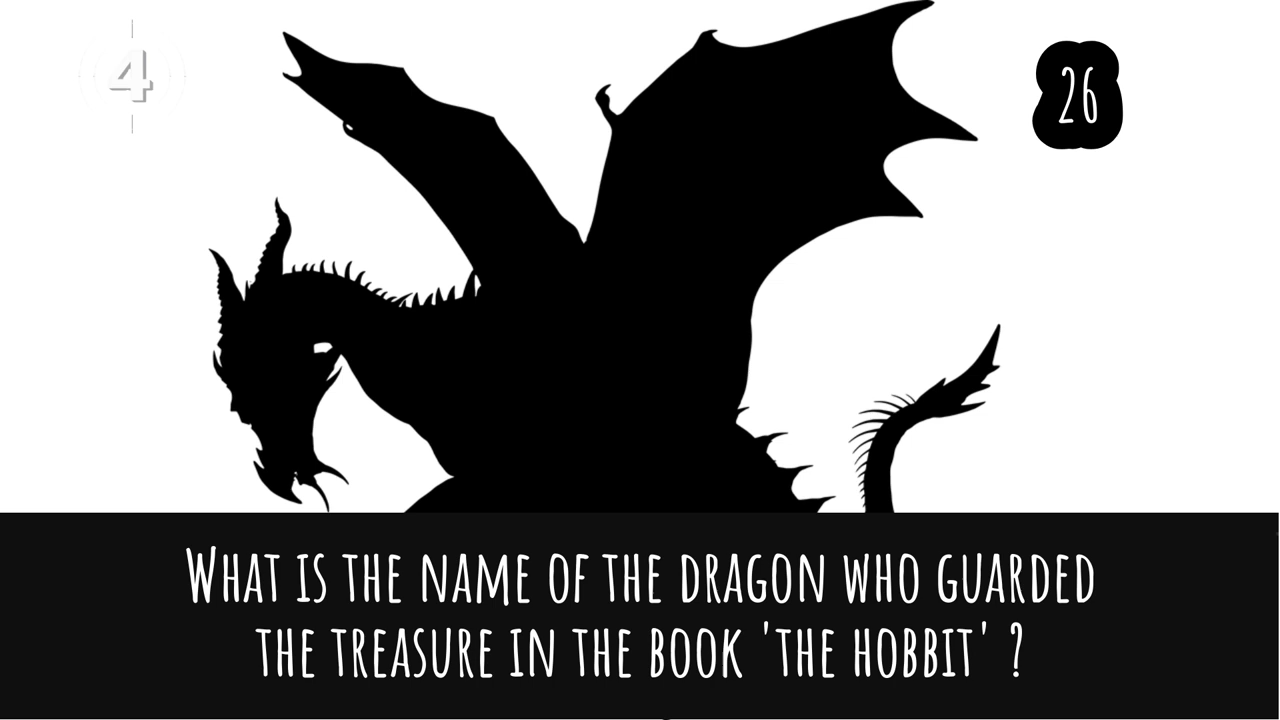 4
26
What is the name of the dragon who guarded
the treasure in the book 'the hobbit' ?